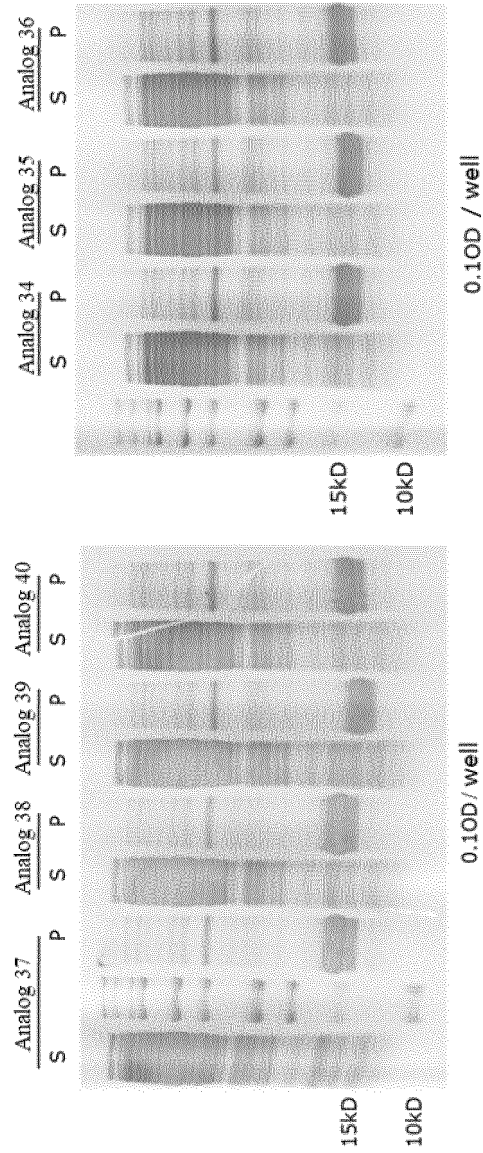 Analog 37 Analog 38 Analog 39 Analog 40
S P S P S P S P
15kD
10kD
0.1OD/ well
Analog 34 Analog 35 Analog 36
S P S P S P
15kD
10kD
0.1OD / well